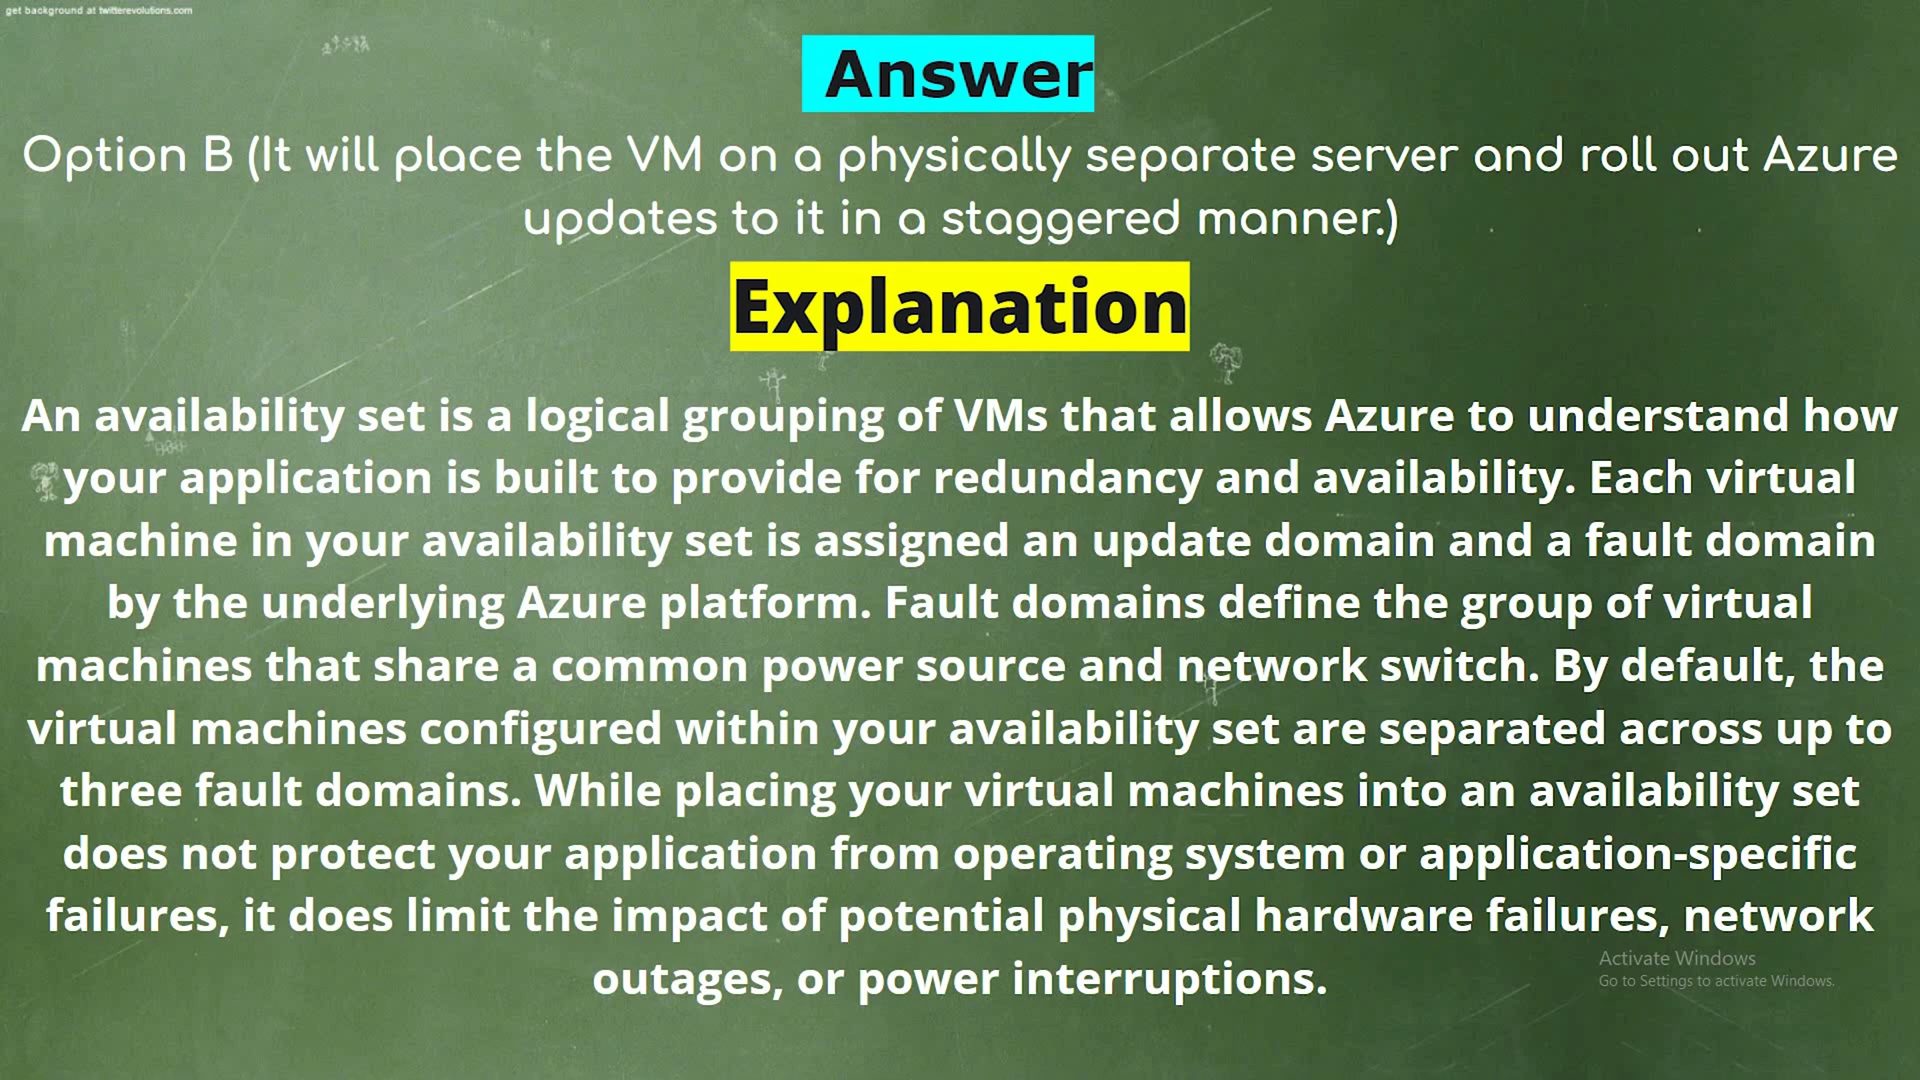 get background at twitterevolutions.com
Answer
Option B (It will place the VM on a physically separate server and roll out Azure
updates to it in a staggered manner.)
Explanation
An availability set is a logical grouping of VMs that allows Azure to understand how
your application is built to provide for redundancy and availability. Each virtual
machine in your availability set is assigned an update domain and a fault domain
by the underlying Azure platform. Fault domains define the group of virtual
machines that share a common power source and network switch. By default, the
virtual machines configured within your availability set are separated across up to
three fault domains. While placing your virtual machines into an availability set
does not protect your application from operating system or application-specific
failures, it does limit the impact of potential physical hardware failures, network
outages, or power interruptions.
Activate Windows
Go to Settings to activate Windows.